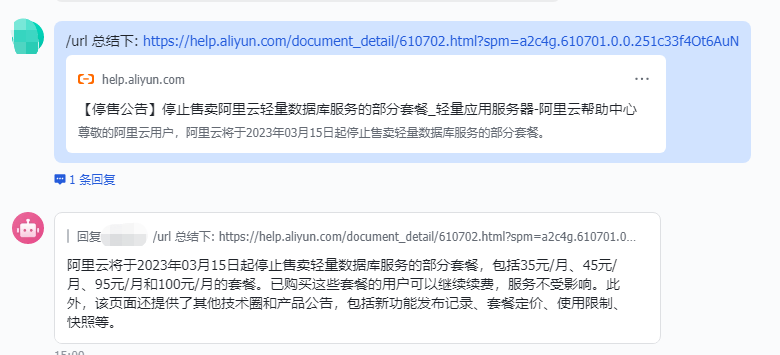 /url 总结下: https://help.aliyun.com/document_detail/610702.html?spm=a2c4g.610701.0.0.251c33f4Ot6AuN
help.aliyun.com
【停售公告】停止售卖阿里云轻量数据库服务的部分套餐_轻量应用服务器-阿里云帮助中心
尊敬的阿里云用户，阿里云将于2023年03月15日起停止售卖轻量数据库服务的部分套餐。
1 条回复
回复 /url 总结下: https://help.aliyun.com/document_detail/610702.html?spm=a2c4g.610701.0...
阿里云将于2023年03月15日起停止售卖轻量数据库服务的部分套餐，包括35元/月、45元/
月、95元/月和100元/月的套餐。已购买这些套餐的用户可以继续续费，服务不受影响。此
外，该页面还提供了其他技术圈和产品公告，包括新功能发布记录、套餐定价、使用限制、
快照等。